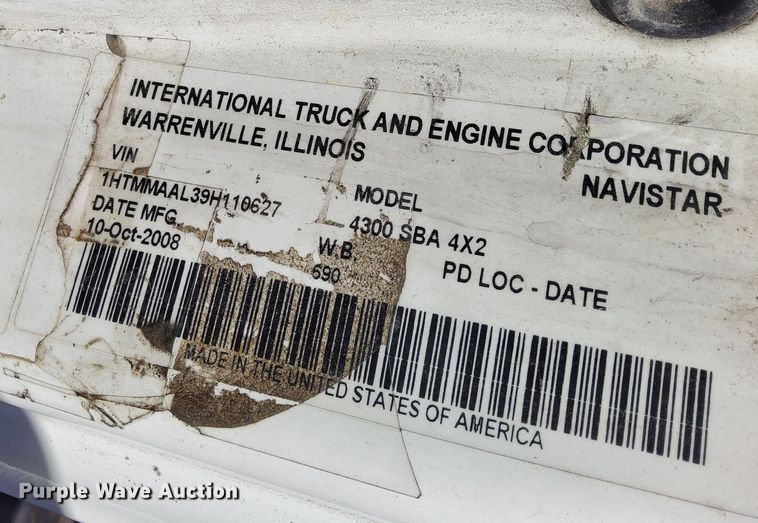 INTERNATIONAL TRUCK AND ENGINE CORPORATION
WARRENVILLE, ILLINOIS
NAVISTAR
VIN
1HTMMAAL39H110627
MODEL
DATE MFG
4300 SBA 4X2
10-Oct-2008
W.B.
PD LOC - DATE
690
MADE IN THE UNITED STATES OF AMERICA
Purple Wave Auction